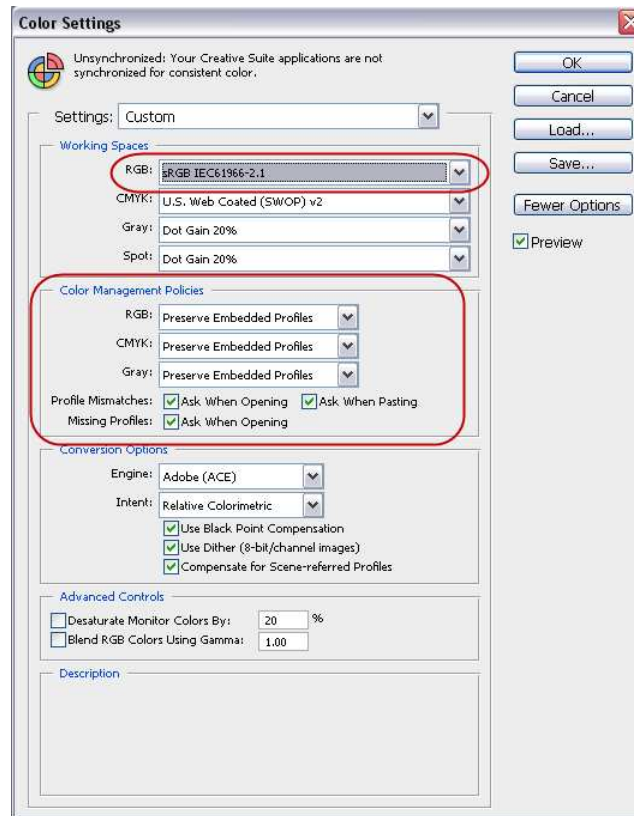 Color Settings
Unsynchronized: Your Creative Suite applications are not
synchronized for consistent color.
OK
Cancel
Load...
Save...
Fewer Options
Preview
Settings: Custom
Working Spaces
RGB: sRGB IEC61966-2.1
CMYK: U.S. Web Coated (SWOP) v2
Gray: Dot Gain 20%
Spot: Dot Gain 20%
Color Management Policies
RGB: Preserve Embedded Profiles
CMYK: Preserve Embedded Profiles
Gray: Preserve Embedded Profiles
Profile Mismatches: Ask When Opening Ask When Pasting
Missing Profiles: Ask When Opening
Conversion Options
Engine: Adobe (ACE)
Intent: Relative Colorimetric
Use Black Point Compensation
Use Dither (8-bit/channel images)
Compensate for Scene-referred Profiles
Advanced Controls
Desaturate Monitor Colors By: 20 %
Blend RGB Colors Using Gamma: 1.00
Description